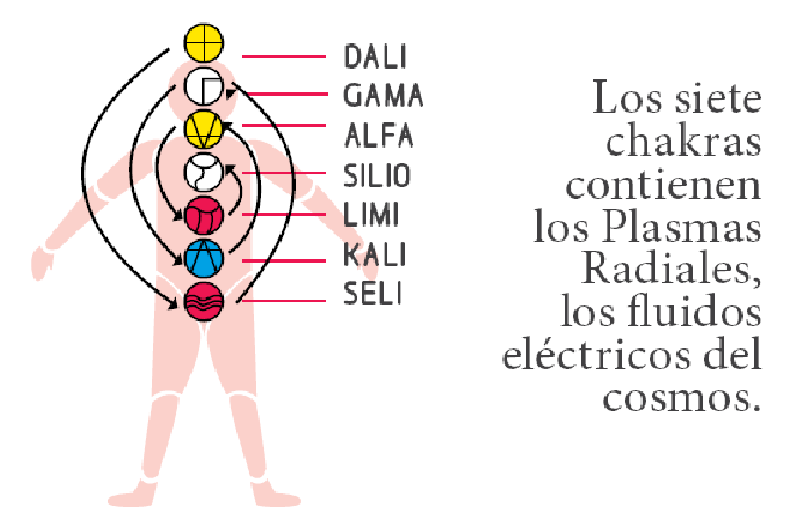 DALI
GAMA
ALFA
SILIO
LIMI
KALI
SELI
Los siete
chakras
contienen
los Plasmas
Radiales,
los fluidos
eléctricos del
cosmos.